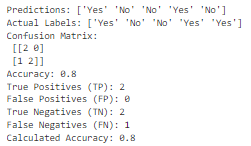 Predictions: ['Yes' 'No' 'No' 'Yes' 'No']
Actual Labels: ['Yes' 'No' 'No' 'Yes' 'Yes']
Confusion Matrix:
[[2 0]
[1 2]]
Accuracy: 0.8
True Positives (TP): 2
False Positives (FP): 0
True Negatives (TN): 2
False Negatives (FN): 1
Calculated Accuracy: 0.8